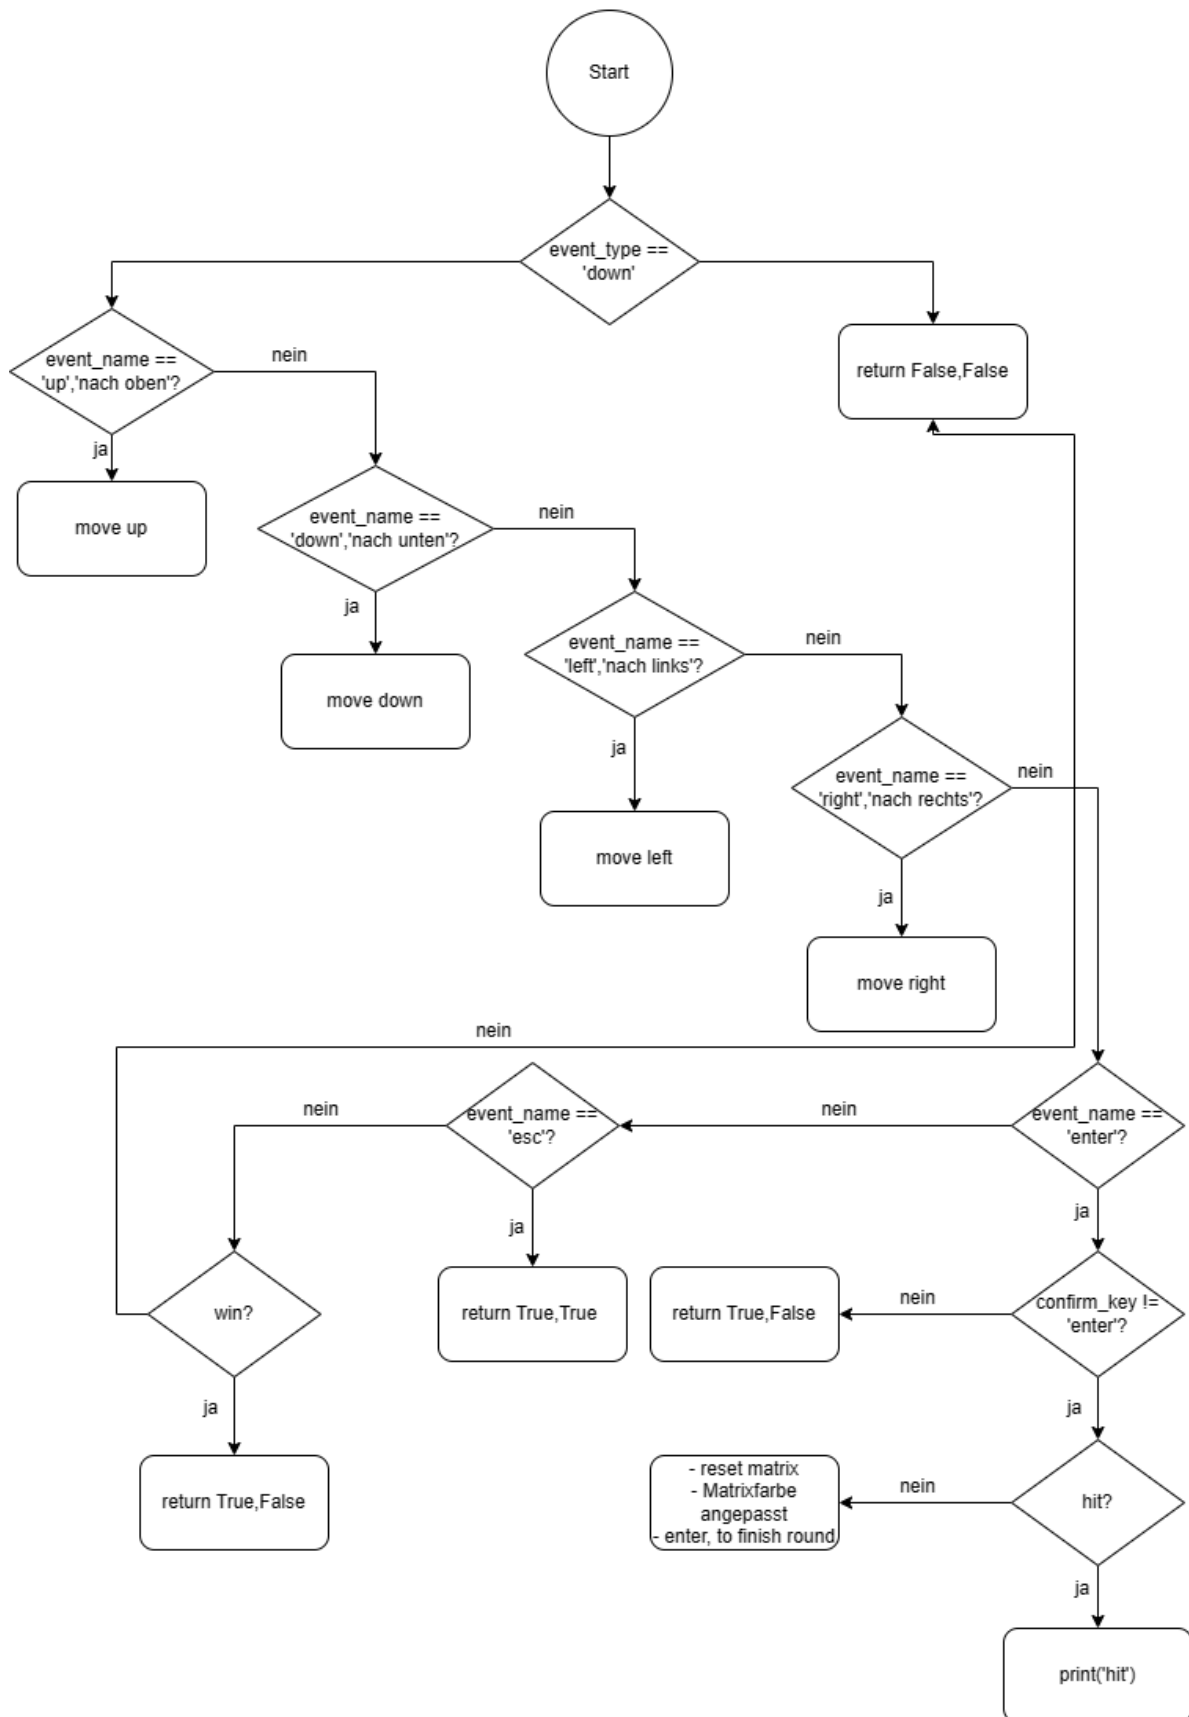 Start
event_type ==
'down'
event_name ==
'up','nach oben'?
nein
return False,False
ja
move up
event_name ==
'down','nach unten'?
nein
ja
move down
event_name ==
'left','nach links'?
nein
ja
move left
event_name ==
'right','nach rechts'?
nein
ja
move right
nein
event_name ==
'esc'?
nein
nein
event_name ==
'enter'?
ja
ja
win?
return True,True
return True,False
nein
confirm_key !=
'enter'?
ja
ja
return True,False
- reset matrix
- Matrixfarbe
angepasst
- enter, to finish round
nein
hit?
ja
print('hit')